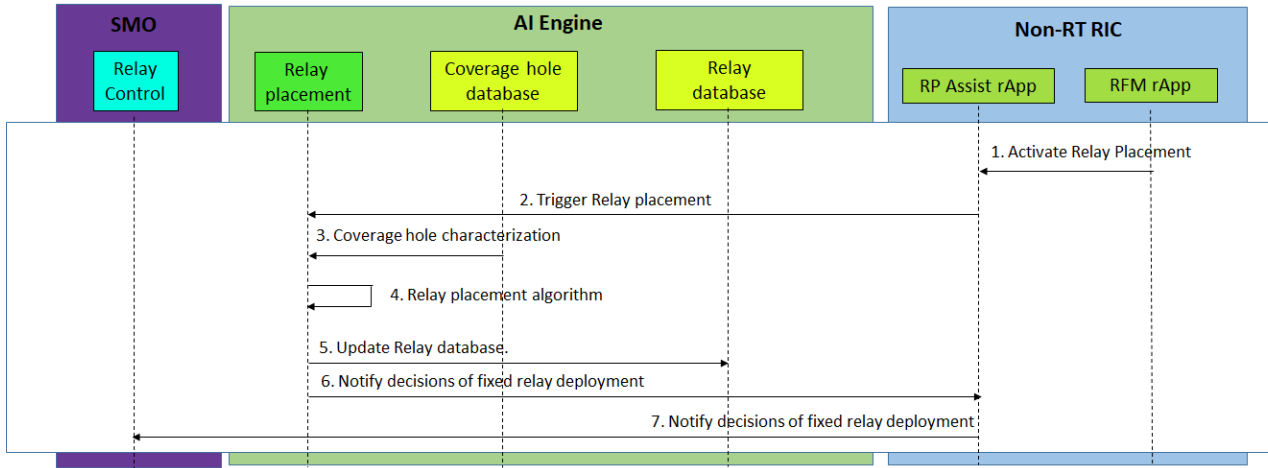 SMO
AI Engine
Non-RT RIC
Relay
Control
Relay
placement
Coverage hole
database
Relay
database
RP Assist rApp
RFM rApp
1. Activate Relay Placement
2. Trigger Relay placement
3. Coverage hole characterization
4. Relay placement algorithm
5. Update Relay database.
6. Notify decisions of fixed relay deployment
7. Notify decisions of fixed relay deployment